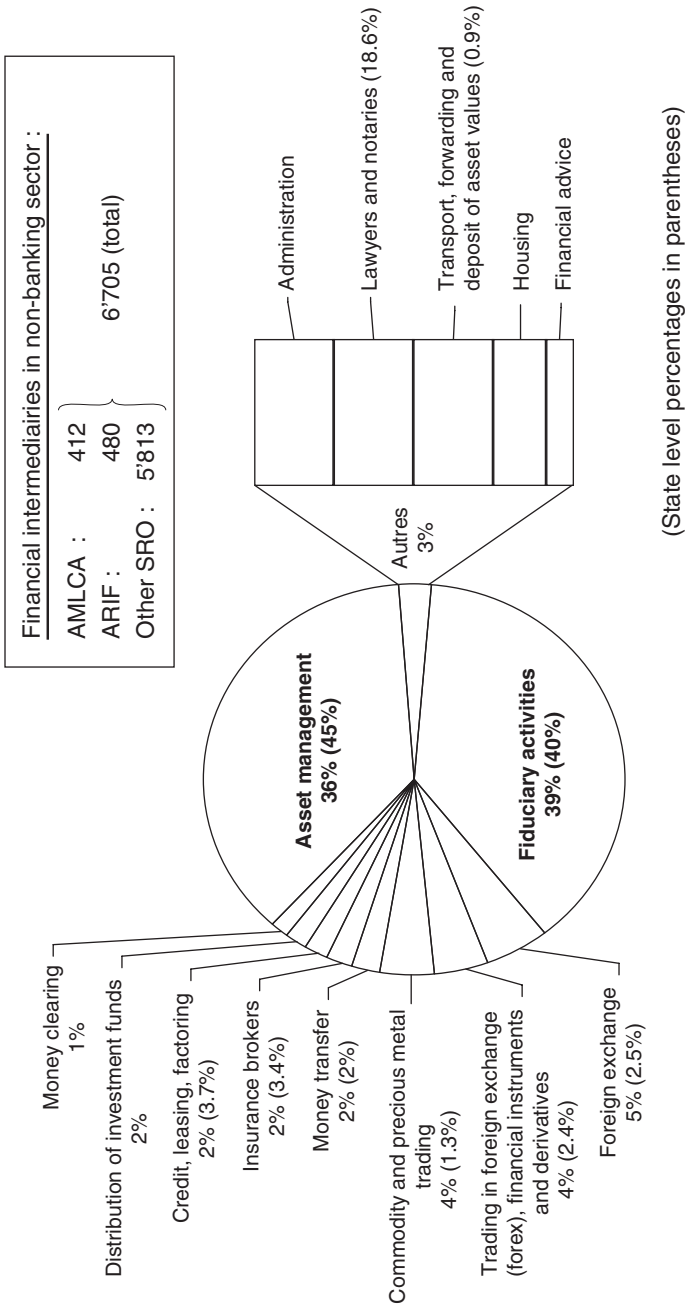 Financial intermediairies in non-banking sector :
AMLCA : 412
ARIF : 480
Other SRO : 5'813
6'705 (total)
Money clearing
1%
Distribution of investment funds
2%
Credit, leasing, factoring
2% (3.7%)
Insurance brokers
2% (3.4%)
Money transfer
2% (2%)
Commodity and precious metal
trading
4% (1.3%)
Trading in foreign exchange
(forex), financial instruments
and derivatives
4% (2.4%)
Foreign exchange
5% (2.5%)
Asset management
36% (45%)
Fiduciary activities
39% (40%)
Autres
3%
Administration
Lawyers and notaries (18.6%)
Transport, forwarding and
deposit of asset values (0.9%)
Housing
Financial advice
(State level percentages in parentheses)